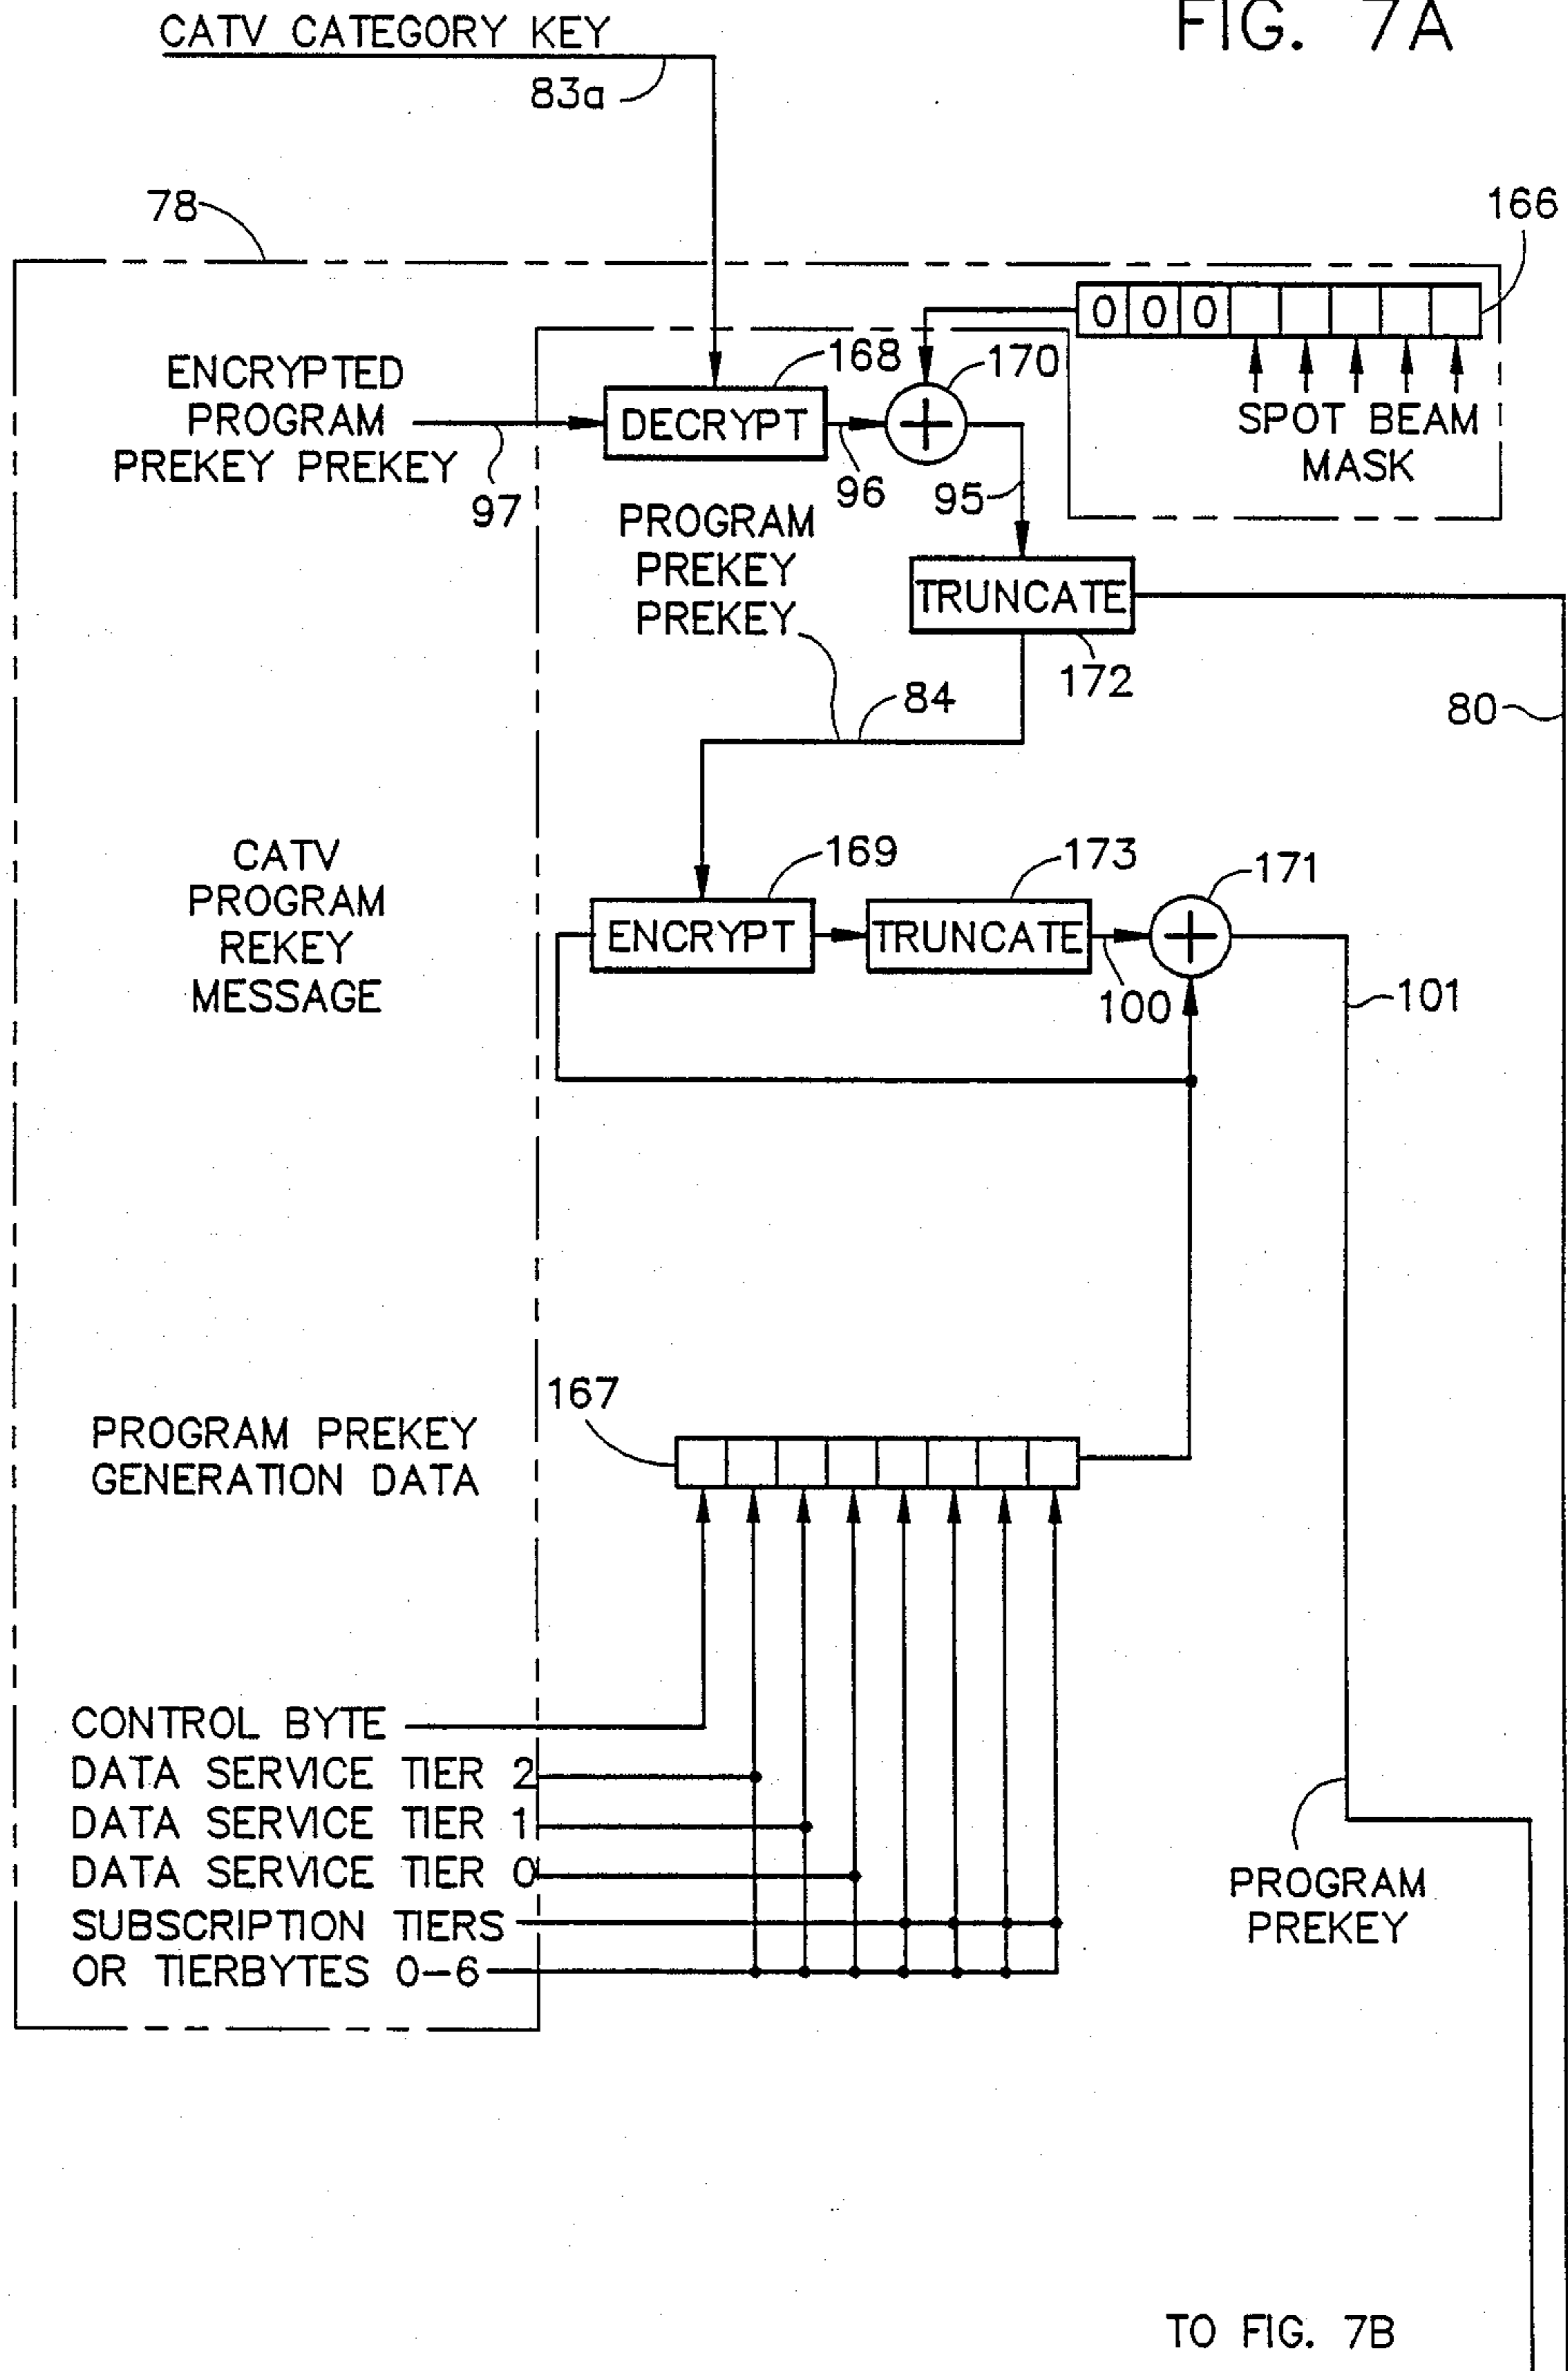 FIG. 7A
CATV CATEGORY KEY
83a
78
166
0 0 0
168
170
ENCRYPTED
PROGRAM
PREKEY PREKEY
DECRYPT
+
SPOT BEAM
MASK
97
96
95
PROGRAM
PREKEY
PREKEY
TRUNCATE
172
84
80
CATV
PROGRAM
REKEY
MESSAGE
169
173
171
ENCRYPT
TRUNCATE
+
100
101
167
PROGRAM PREKEY
GENERATION DATA
CONTROL BYTE
DATA SERVICE TIER 2
DATA SERVICE TIER 1
DATA SERVICE TIER 0
SUBSCRIPTION TIERS
OR TIERBYTES 0-6
PROGRAM
PREKEY
TO FIG. 7B